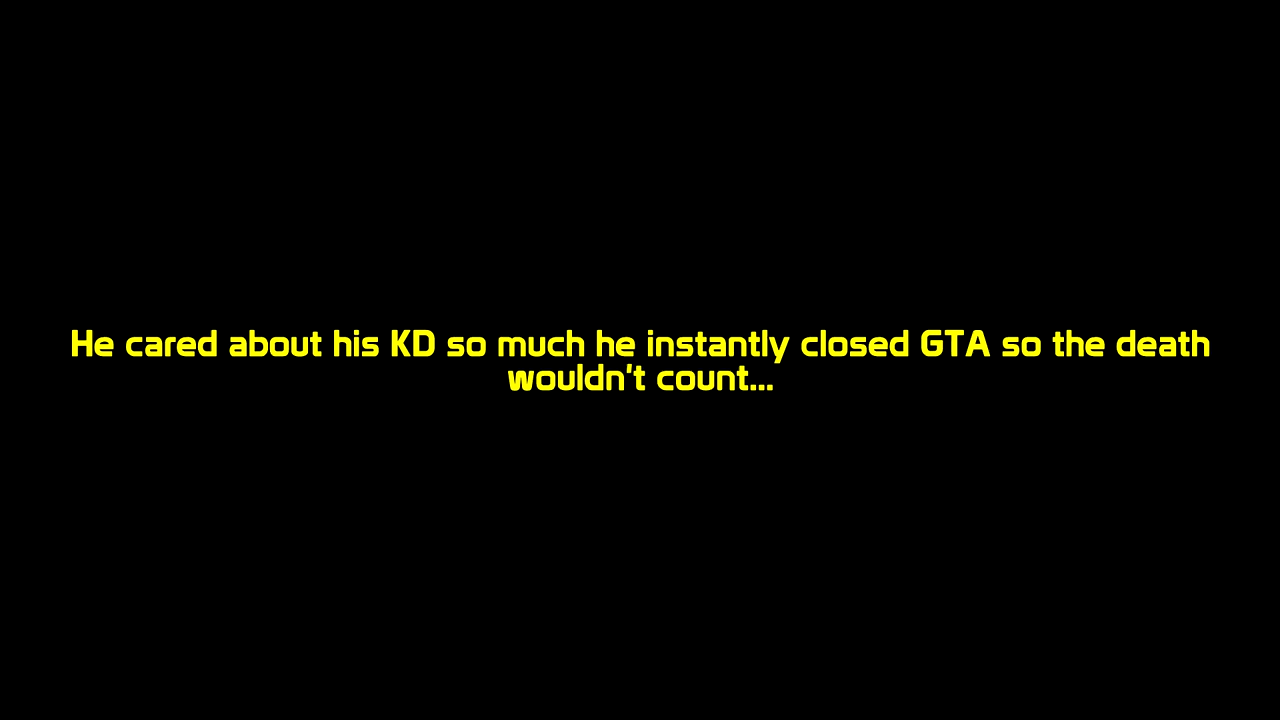 He cared about his KD so much he instantly closed GTA so the death
wouldn't count...